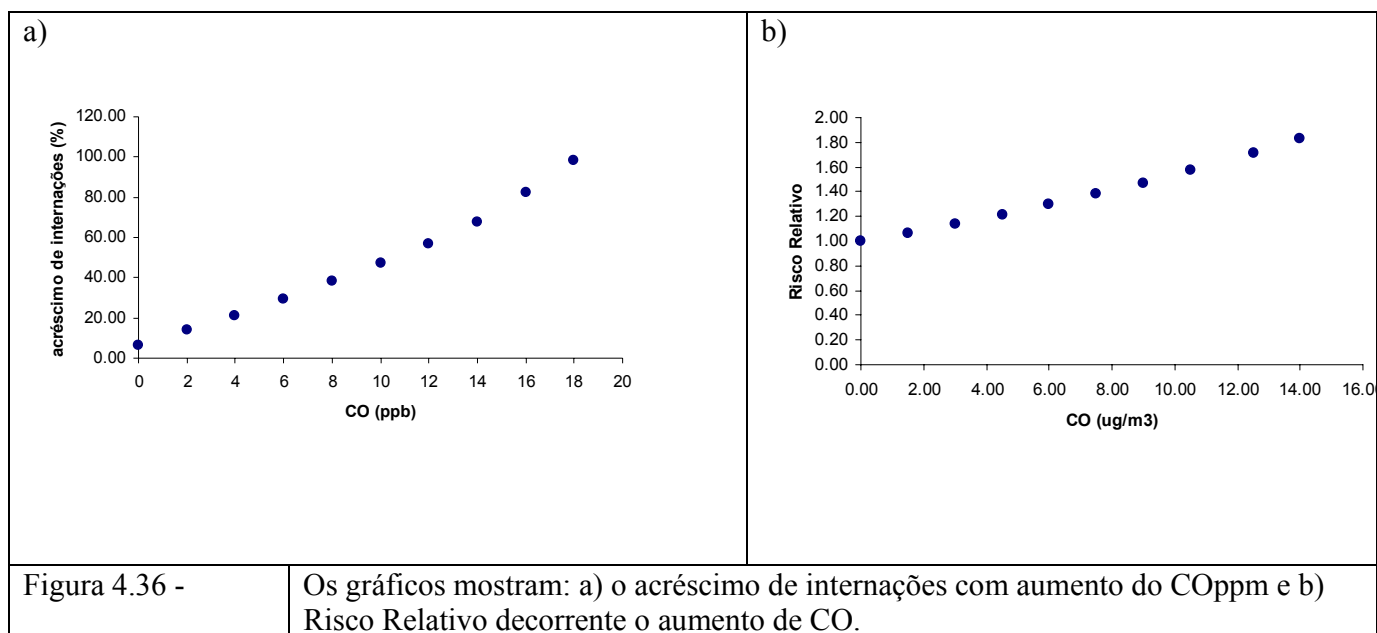 a)
120.00
100.00
80.00
60.00
40.00
20.00
0.00
acréscimo de internações (%)
0 2 4 6 8 10 12 14 16 18 20
CO (ppb)
b)
2.00
1.80
1.60
1.40
1.20
1.00
0.80
0.60
0.40
0.20
0.00
Risco Relativo
0.00 2.00 4.00 6.00 8.00 10.00 12.00 14.00 16.00
CO (ug/m3)
Figura 4.36 -
Os gráficos mostram: a) o acréscimo de internações com aumento do COppm e b)
Risco Relativo decorrente o aumento de CO.